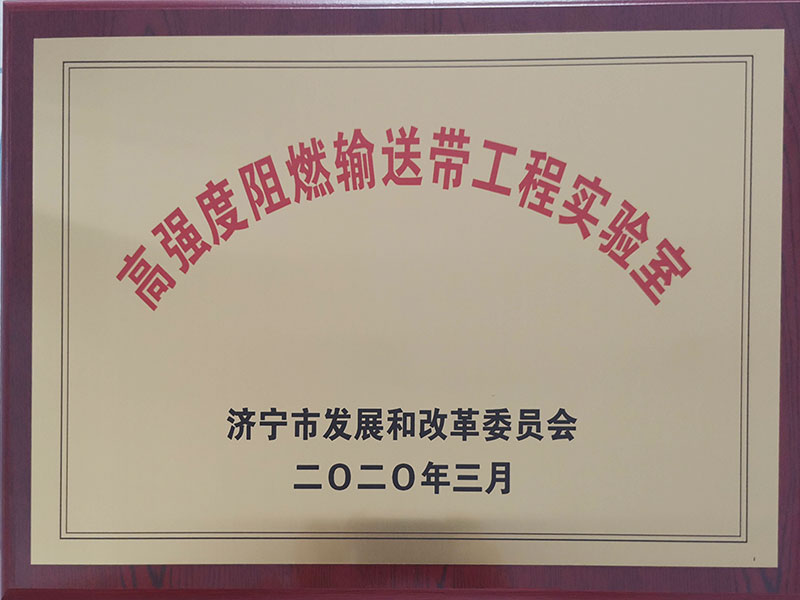 高强度阻燃输送带工程实验室
济宁市发展和改革委员会
二〇二〇年三月